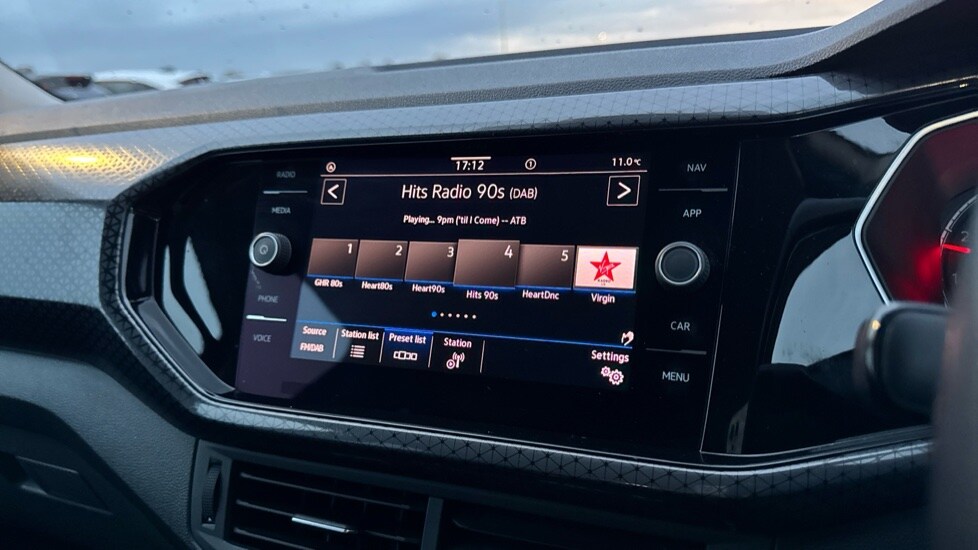 RADIO
MEDIA
PHONE
VOICE
17:12
11.0°C
Hits Radio 90s (DAB)
Playing... 9pm ('til I Come) -- ATB
1 2 3 4 5
GHR 80s Heart80s Heart90s Hits 90s HeartDnc Virgin
Source
FM/DAB
Station list
Preset list
Station
Settings
NAV
APP
CAR
MENU
2
1